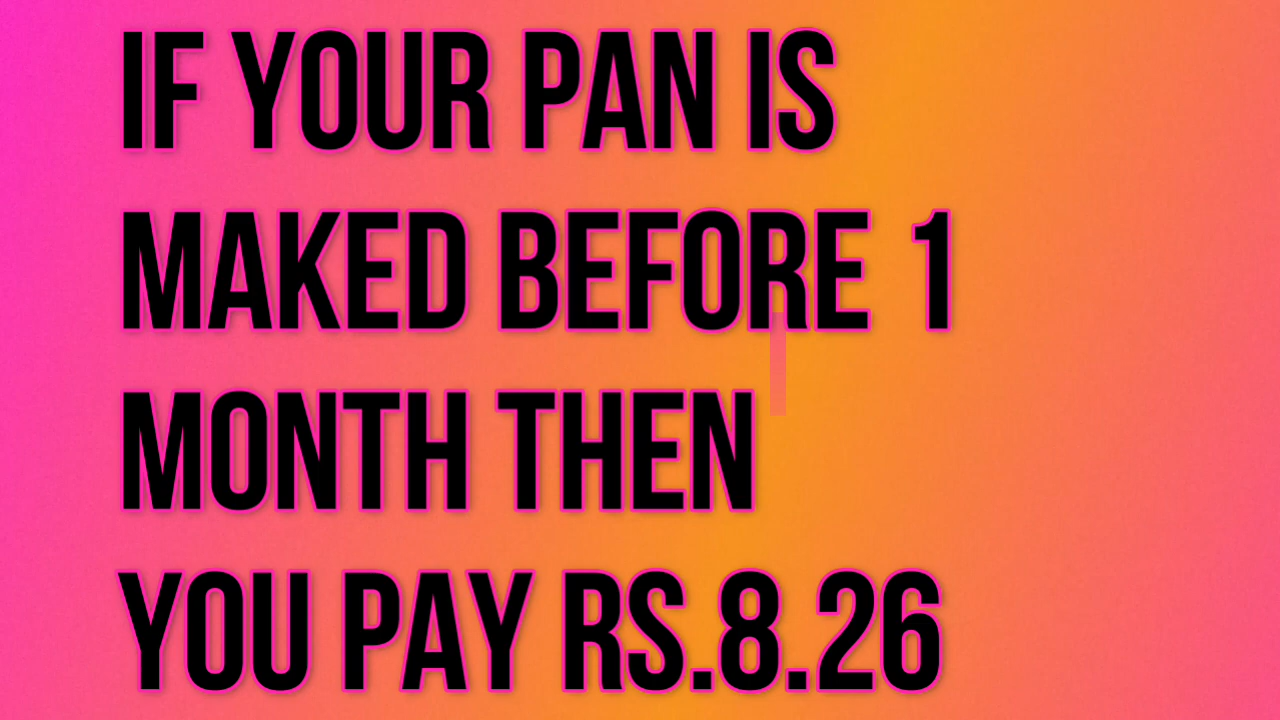 IF YOUR PAN IS
MAKED BEFORE 1
MONTH THEN
YOU PAY RS.8.26